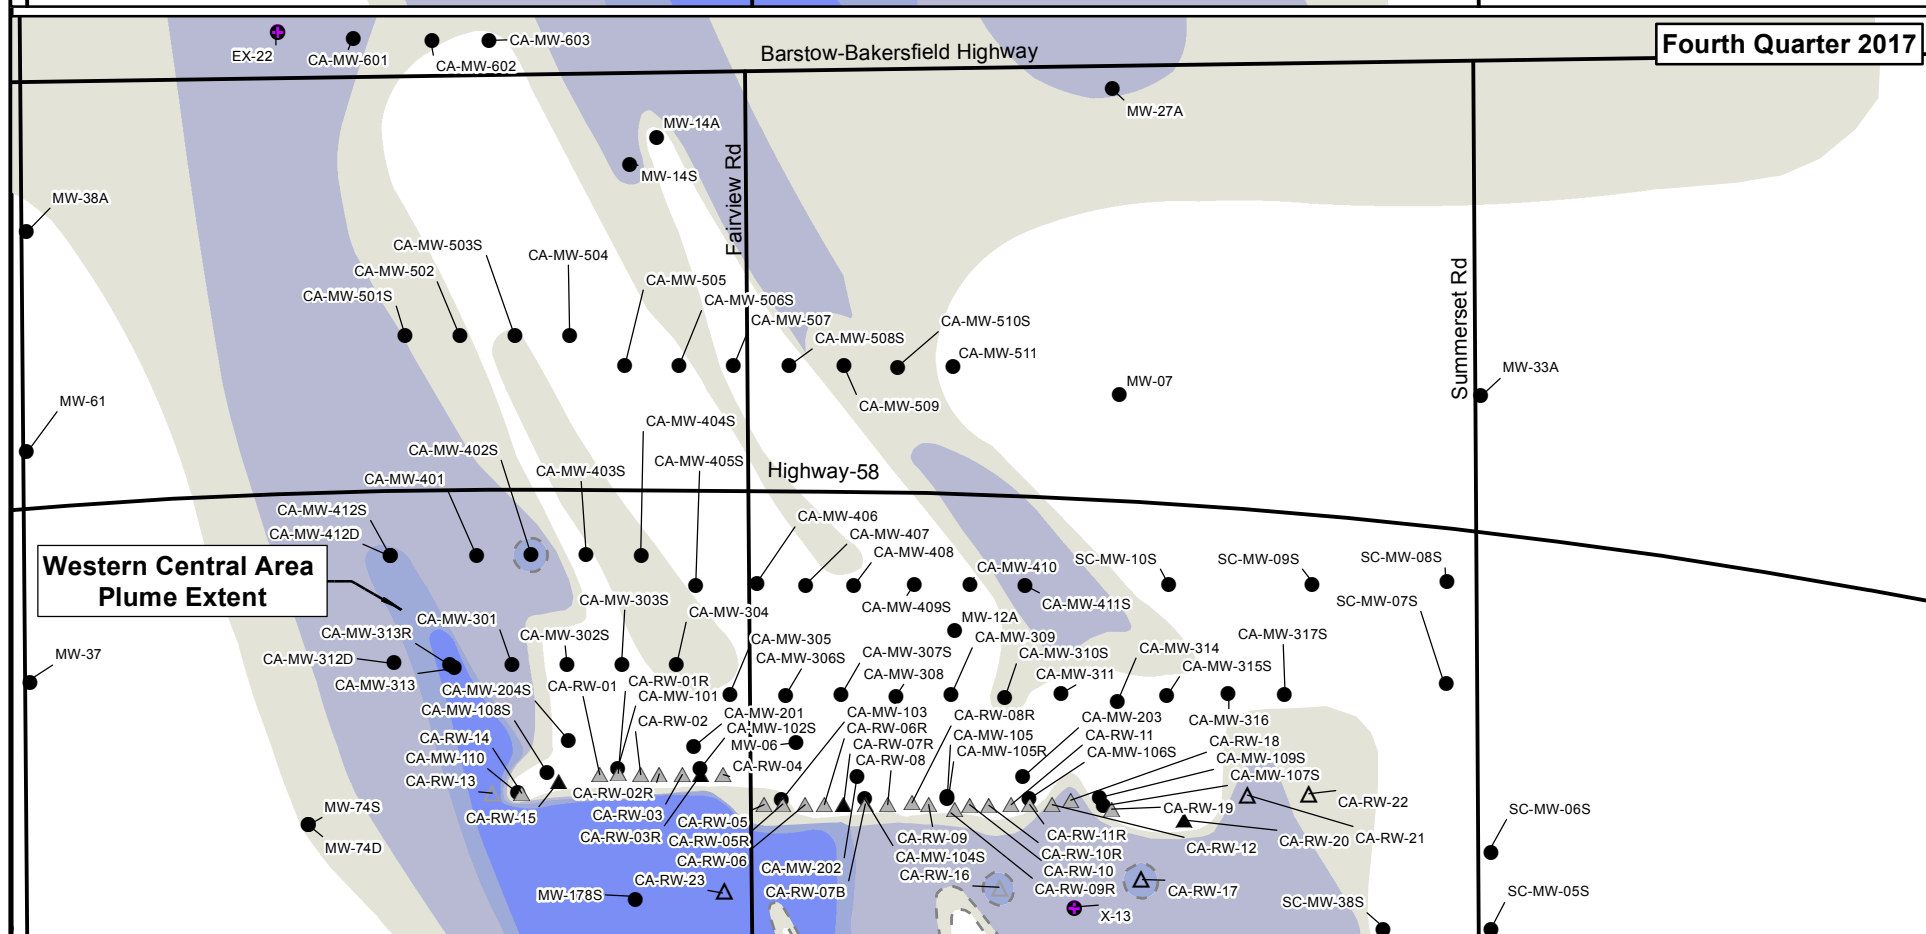 Fourth Quarter 2017
Barstow-Bakersfield Highway
EX-22
CA-MW-601
CA-MW-602
CA-MW-603
MW-27A
MW-14A
MW-14S
Fairview Rd
MW-38A
CA-MW-503S
CA-MW-504
CA-MW-502
CA-MW-501S
CA-MW-505
CA-MW-506S
CA-MW-507
CA-MW-508S
CA-MW-510S
CA-MW-511
CA-MW-509
MW-07
Summerset Rd
MW-33A
MW-61
CA-MW-404S
CA-MW-402S
CA-MW-403S
CA-MW-405S
CA-MW-401
Highway-58
CA-MW-412S
CA-MW-412D
CA-MW-406
CA-MW-407
CA-MW-408
CA-MW-410
CA-MW-409S
CA-MW-411S
SC-MW-10S
SC-MW-09S
SC-MW-08S
SC-MW-07S
Western Central Area
Plume Extent
CA-MW-303S
CA-MW-304
CA-MW-301
CA-MW-313R
CA-MW-302S
CA-MW-312D
CA-MW-313
CA-MW-305
CA-MW-306S
CA-MW-307S
CA-MW-308
MW-12A
CA-MW-309
CA-MW-310S
CA-MW-311
CA-MW-314
CA-MW-315S
CA-MW-317S
CA-MW-316
MW-37
CA-MW-204S
CA-RW-01
CA-RW-01R
CA-MW-101
CA-MW-108S
CA-RW-02
CA-MW-201
CA-MW-102S
MW-06
CA-RW-04
CA-MW-103
CA-RW-06R
CA-RW-07R
CA-RW-08
CA-RW-08R
CA-MW-105
CA-MW-105R
CA-MW-203
CA-RW-11
CA-MW-106S
CA-RW-18
CA-MW-109S
CA-MW-107S
CA-RW-14
CA-MW-110
CA-RW-13
CA-RW-15
CA-RW-02R
CA-RW-03
CA-RW-03R
CA-RW-05
CA-RW-05R
CA-RW-06
CA-MW-202
CA-RW-07B
CA-RW-09
CA-MW-104S
CA-RW-16
CA-RW-11R
CA-RW-10R
CA-RW-10
CA-RW-09R
CA-RW-19
CA-RW-12
CA-RW-20
CA-RW-21
CA-RW-22
CA-RW-17
X-13
MW-74S
MW-74D
MW-178S
CA-RW-23
SC-MW-06S
SC-MW-05S
SC-MW-38S